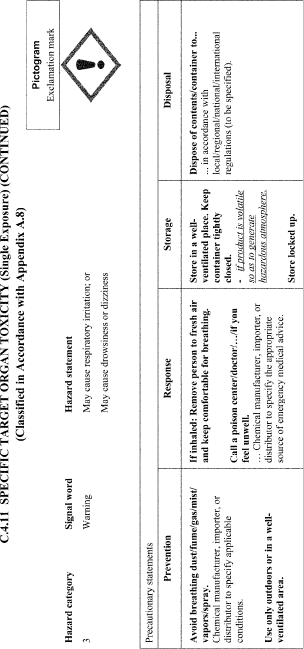 C.4.11 SPECIFIC TARGET ORGAN TOXICITY (Single Exposure) (CONTINUED)
(Classified in Accordance with Appendix A.8)
Pictogram
Exclamation mark
Hazard category
Signal word
Hazard statement
3
Warning
May cause respiratory irritation; or
May cause drowsiness or dizziness
Precautionary statements
Prevention
Response
Storage
Disposal
Avoid breathing dust/fume/gas/mist/
vapors/spray.
Chemical manufacturer, importer, or
distributor to specify applicable
conditions.
Use only outdoors or in a well-
ventilated area.
If inhaled: Remove person to fresh air
and keep comfortable for breathing.
Call a poison center/doctor/…/if you
feel unwell.
… Chemical manufacturer, importer, or
distributor to specify the appropriate
source of emergency medical advice.
Store in a well-
ventilated place. Keep
container tightly
closed.
- if product is volatile
so as to generate
hazardous atmosphere.
Store locked up.
Dispose of contents/container to...
... in accordance with
local/regional/national/international
regulations (to be specified).